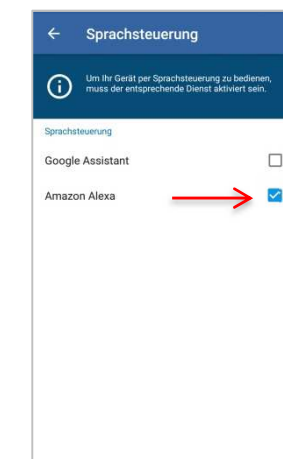 Sprachsteuerung
Um Ihr Gerät per Sprachsteuerung zu bedienen,
muss der entsprechende Dienst aktiviert sein.
Sprachsteuerung
Google Assistant
Amazon Alexa